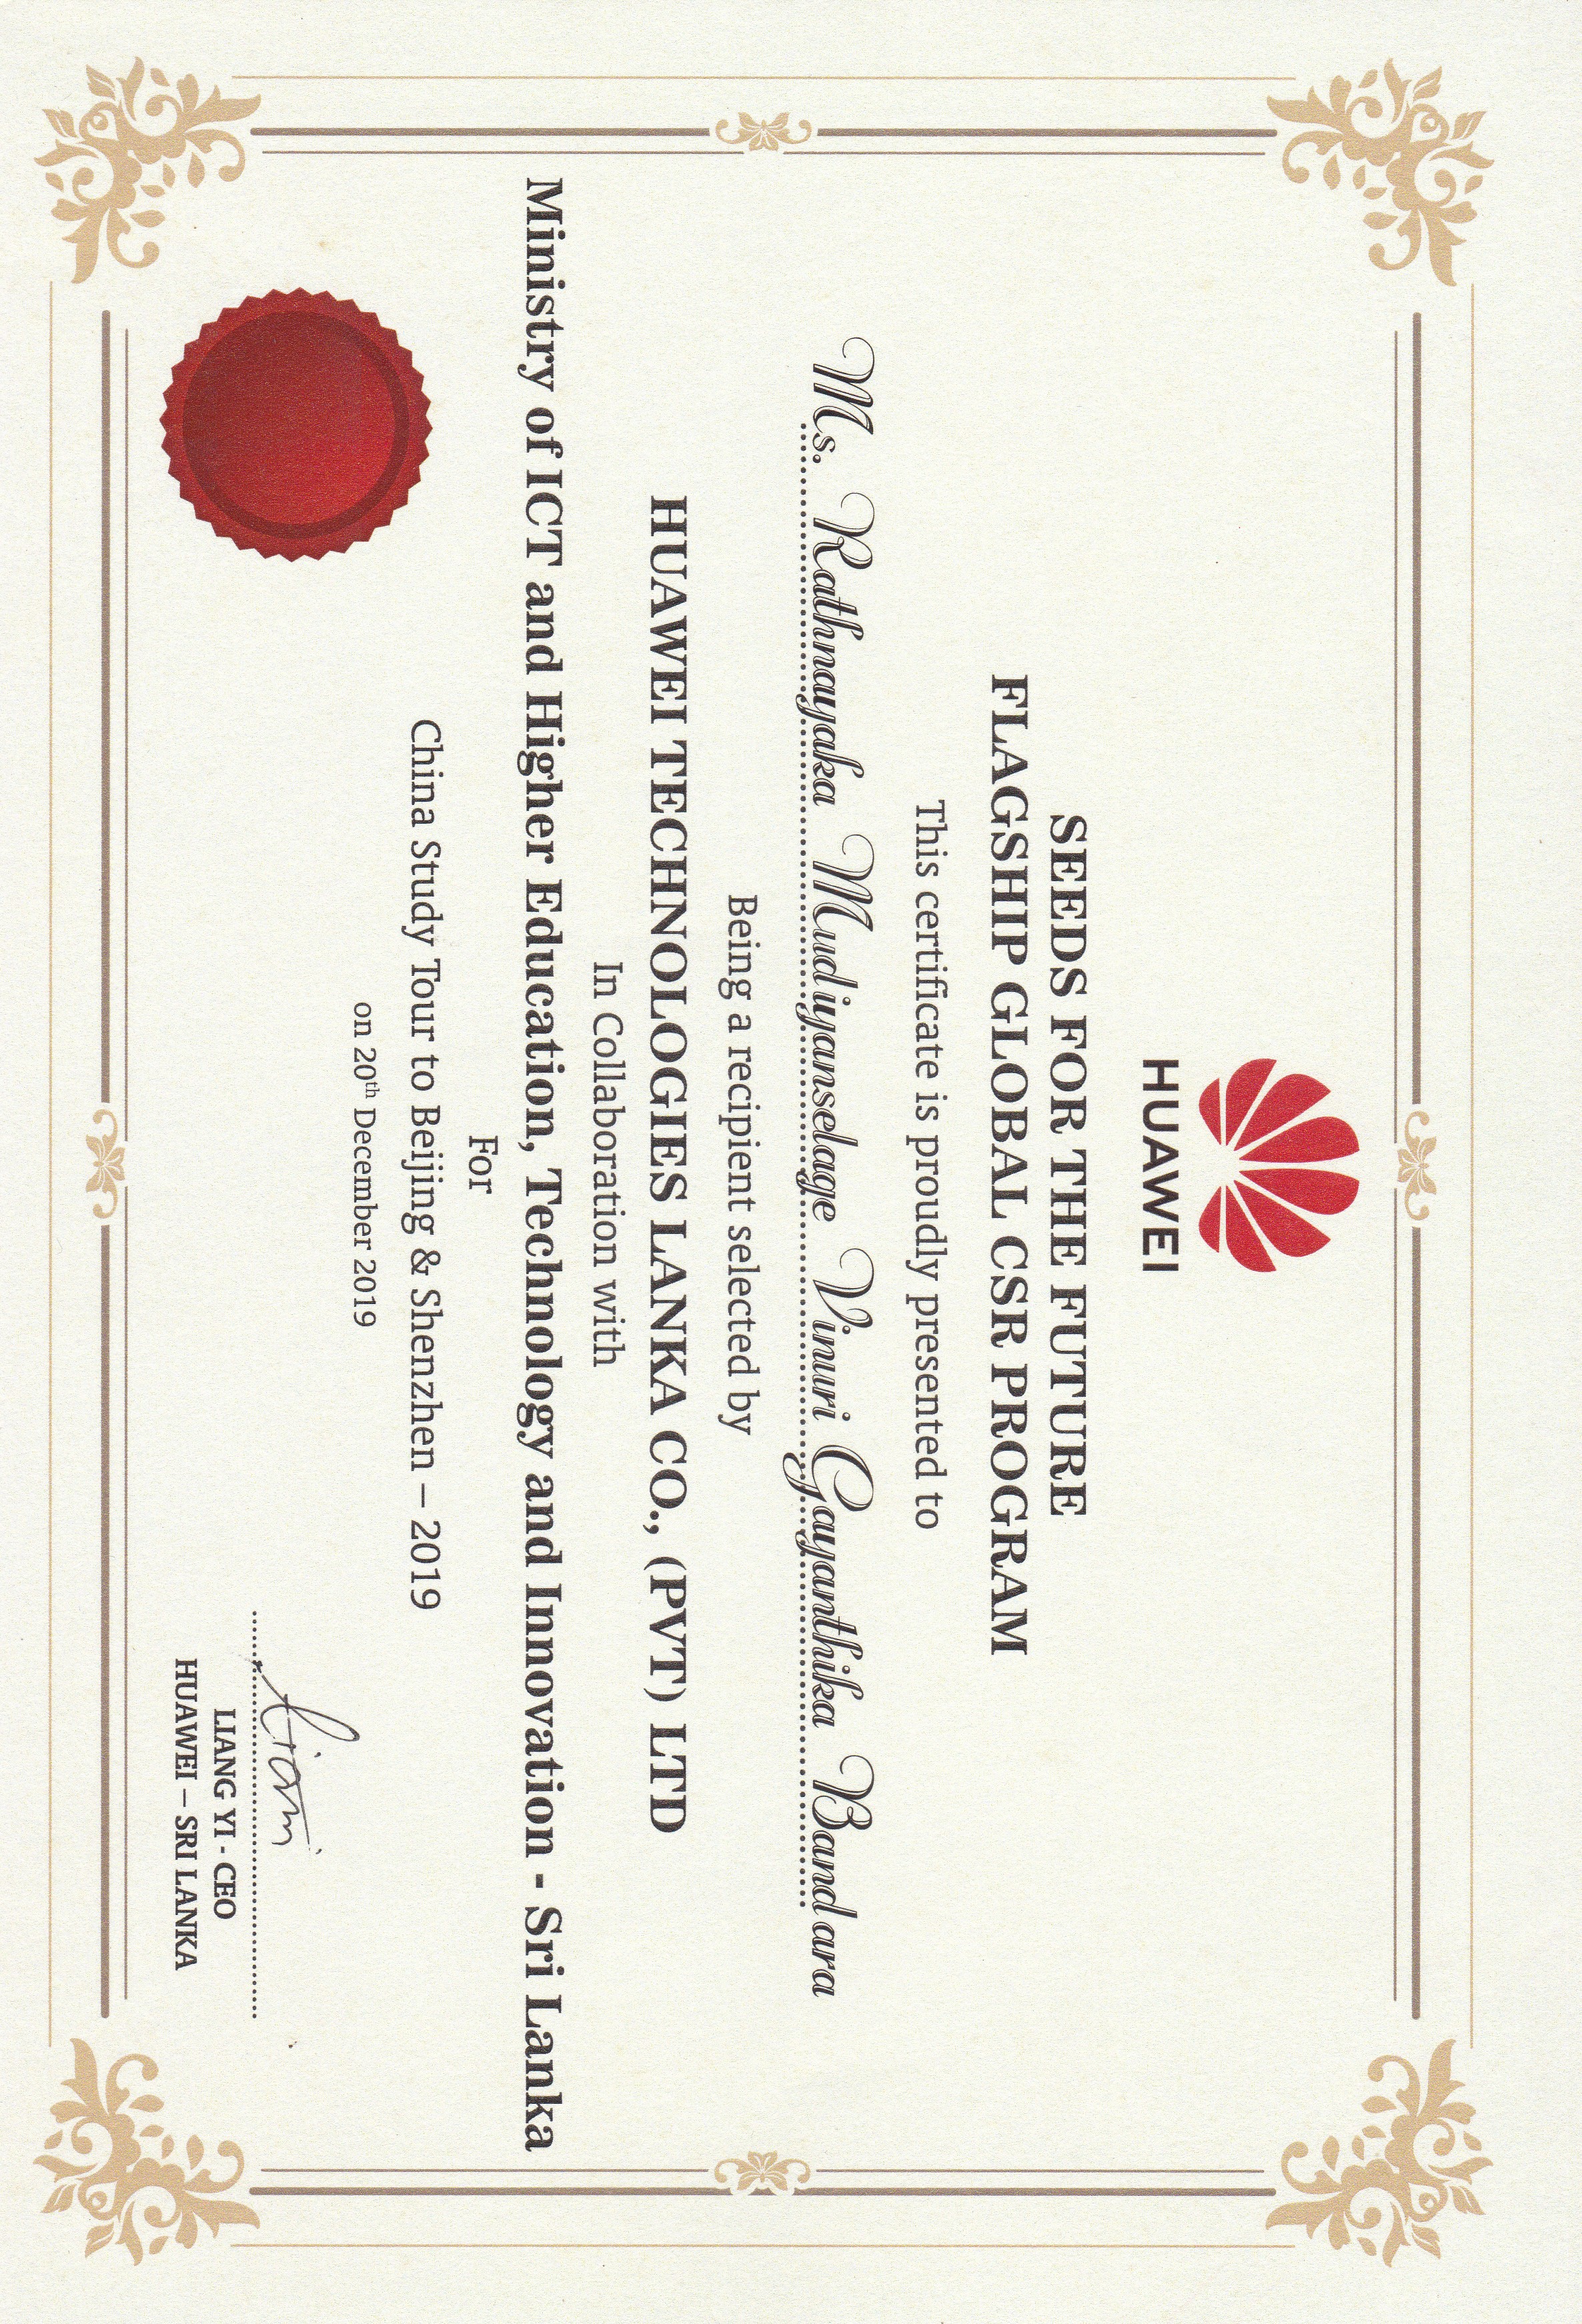 HUAWEI
SEEDS FOR THE FUTURE
FLAGSHIP GLOBAL CSR PROGRAM
This certificate is proudly presented to
Ms. Rathnayaka Mudiyanselage Vinuri Gayanthika Bandara
Being a recipient selected by
HUAWEI TECHNOLOGIES LANKA CO., (PVT) LTD
In Collaboration with
Ministry of ICT and Higher Education, Technology and Innovation - Sri Lanka
For
China Study Tour to Beijing & Shenzhen – 2019
on 20th December 2019
LIANG YI - CEO
HUAWEI – SRI LANKA